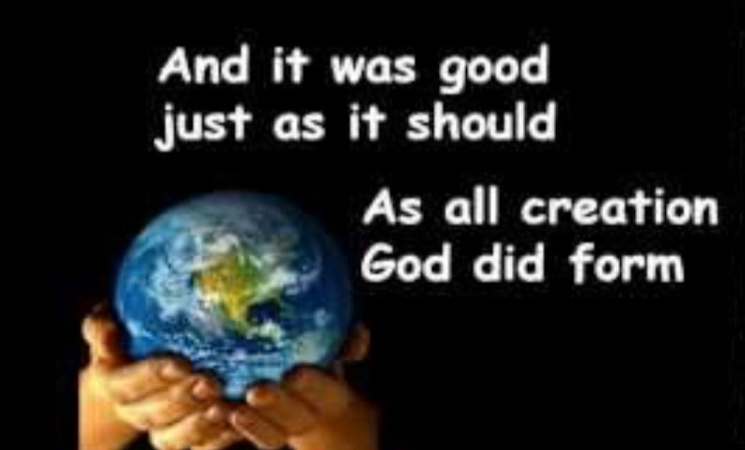 And it was good
just as it should
As all creation
God did form